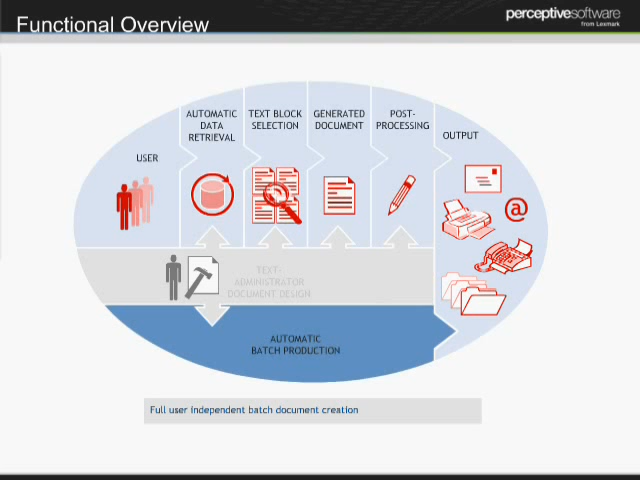 Functional Overview
perceptivesoftware
from Lexmark
USER
AUTOMATIC
DATA
RETRIEVAL
TEXT BLOCK
SELECTION
GENERATED
DOCUMENT
POST-
PROCESSING
OUTPUT
@
TEXT-
ADMINISTRATOR
DOCUMENT DESIGN
AUTOMATIC
BATCH PRODUCTION
Full user independent batch document creation